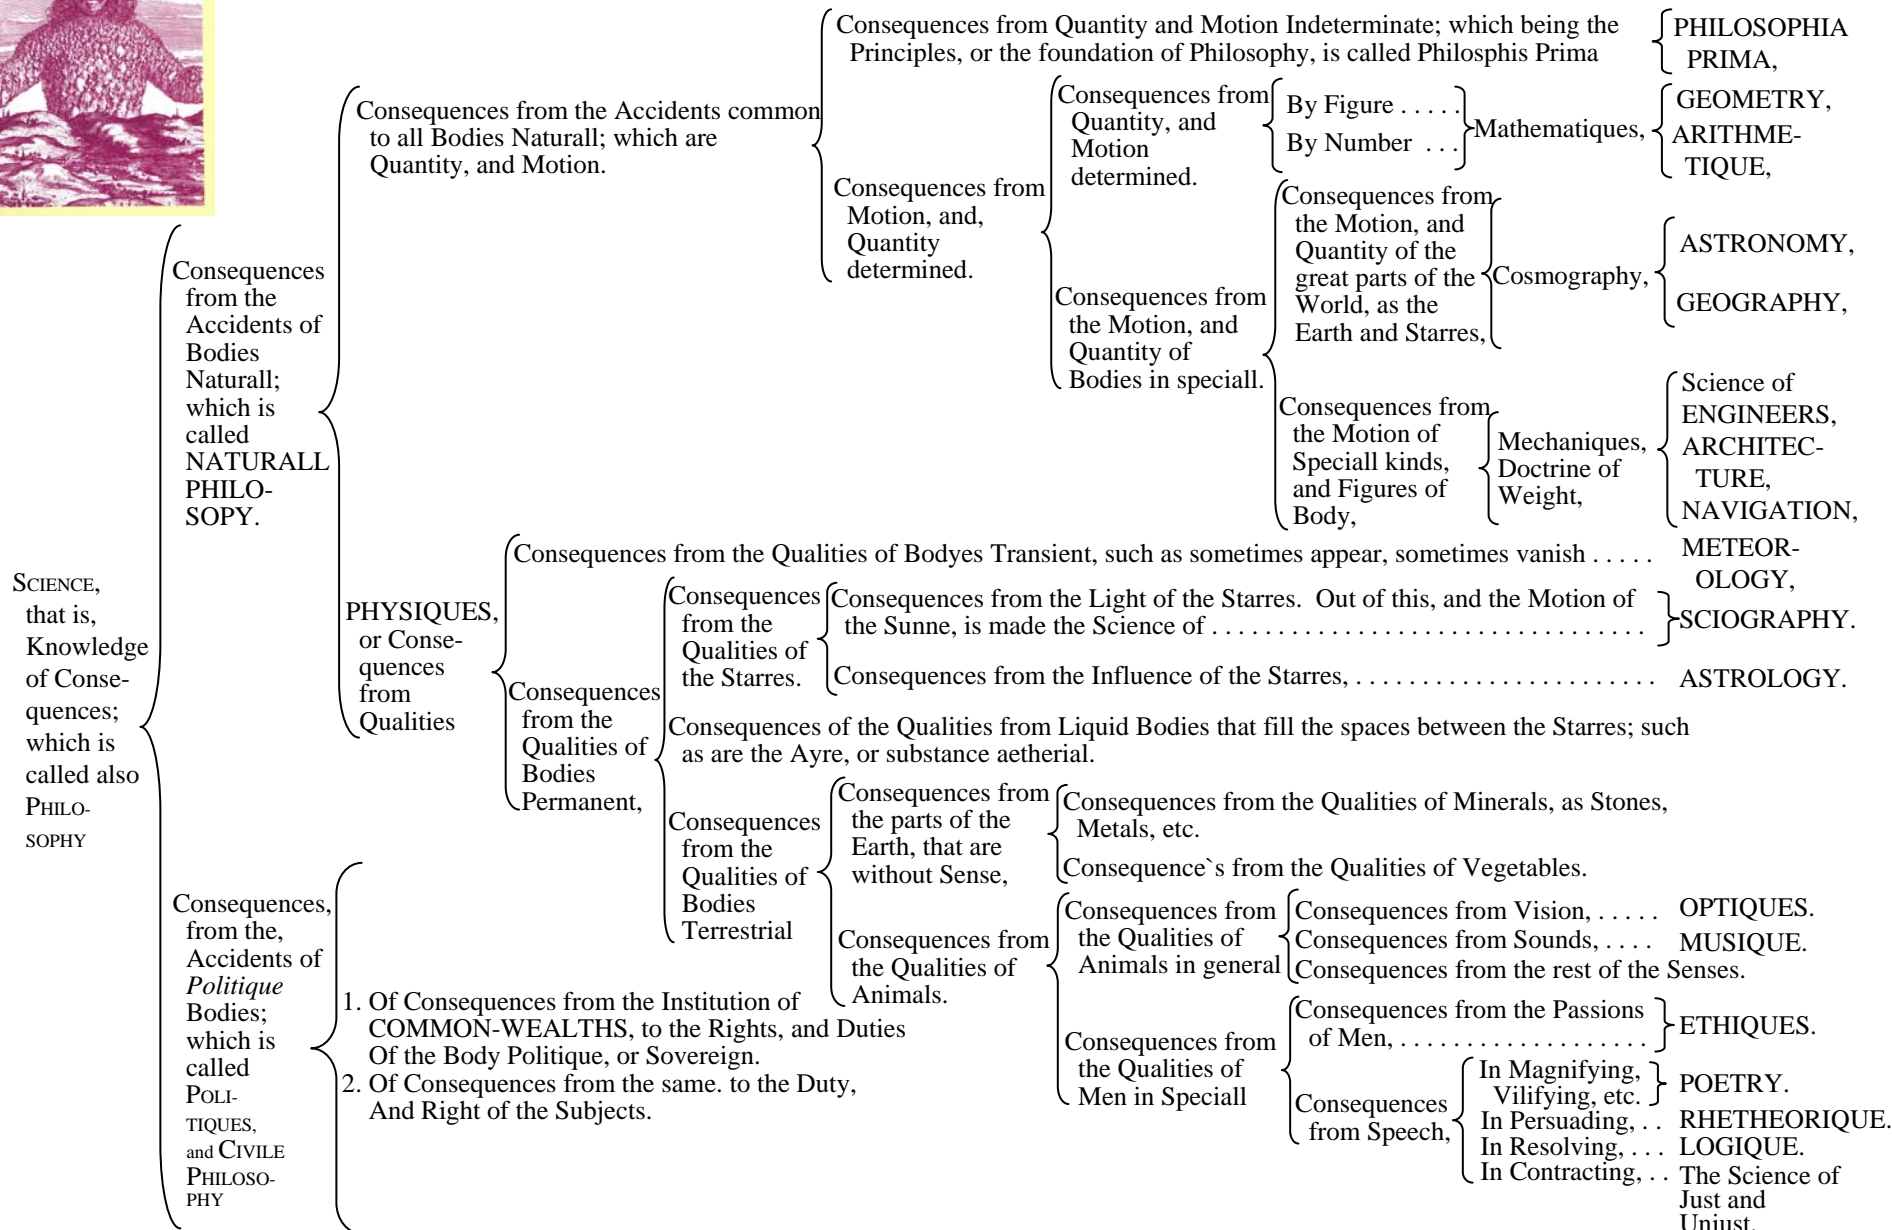 SCIENCE,
that is,
Knowledge
of Conse-
quences;
which is
called also
PHILO-
SOPHY
Consequences
from the
Accidents of
Bodies
Naturall;
which is
called
NATURALL
PHILO-
SOPY.
Consequences from the Accidents common
to all Bodies Naturall; which are
Quantity, and Motion.
Consequences from Quantity and Motion Indeterminate; which being the
Principles, or the foundation of Philosophy, is called Philosphis Prima
PHILOSOPHIA
PRIMA,
Consequences from
Motion, and,
Quantity
determined.
Consequences from
Quantity, and
Motion
determined.
By Figure . . . . .
By Number . . .
Mathematiques,
GEOMETRY,
ARITHME-
TIQUE,
Consequences from
the Motion, and
Quantity of
Bodies in speciall.
Consequences from
the Motion, and
Quantity of the
great parts of the
World, as the
Earth and Starres,
Cosmography,
ASTRONOMY,
GEOGRAPHY,
Consequences from
the Motion of
Speciall kinds,
and Figures of
Body,
Mechaniques,
Doctrine of
Weight,
Science of
ENGINEERS,
ARCHITEC-
TURE,
NAVIGATION,
PHYSIQUES,
or Conse-
quences
from
Qualities
Consequences from the Qualities of Bodyes Transient, such as sometimes appear, sometimes vanish . . . . .
METEOR-
OLOGY,
Consequences
from the
Qualities of
Bodies
Permanent,
Consequences
from the
Qualities of
the Starres.
Consequences from the Light of the Starres. Out of this, and the Motion of
the Sunne, is made the Science of . . . . . . . . . . . . . . . . . . . . . . . . . . . . . . . . .
SCIOGRAPHY.
Consequences from the Influence of the Starres, . . . . . . . . . . . . . . . . . . . . . . .
ASTROLOGY.
Consequences of the Qualities from Liquid Bodies that fill the spaces between the Starres; such
as are the Ayre, or substance aetherial.
Consequences
from the
Qualities of
Bodies
Terrestrial
Consequences from
the parts of the
Earth, that are
without Sense,
Consequences from the Qualities of Minerals, as Stones,
Metals, etc.
Consequence`s from the Qualities of Vegetables.
Consequences from
the Qualities of
Animals.
Consequences from
the Qualities of
Animals in general
Consequences from Vision, . . . . .
OPTIQUES.
Consequences from Sounds, . . . .
MUSIQUE.
Consequences from the rest of the Senses.
Consequences from
the Qualities of
Men in Speciall
Consequences from the Passions
of Men, . . . . . . . . . . . . . . . . . . .
ETHIQUES.
Consequences
from Speech,
In Magnifying,
Vilifying, etc.
POETRY.
In Persuading, . .
RHETHEORIQUE.
In Resolving, . . .
LOGIQUE.
In Contracting, . .
The Science of
Just and
Unjust.
Consequences,
from the,
Accidents of
Politique
Bodies;
which is
called
POLI-
TIQUES,
and CIVILE
PHILOSO-
PHY
1. Of Consequences from the Institution of
COMMON-WEALTHS, to the Rights, and Duties
Of the Body Politique, or Sovereign.
2. Of Consequences from the same. to the Duty,
And Right of the Subjects.